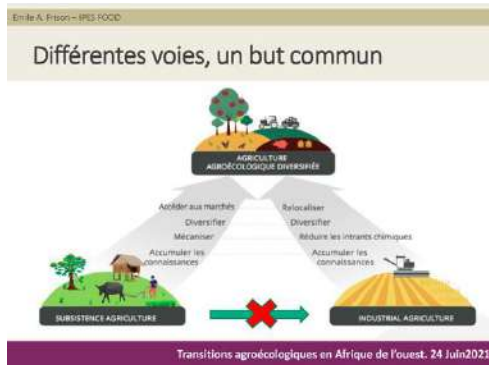 Emile A. Frison – IPES FOOD
Différentes voies, un but commun
AGRICULTURE
AGROÉCOLOGIQUE DIVERSIFIÉE
Accéder aux marchés
Diversifier
Mécaniser
Accumuler les
connaissances
Relocaliser
Diversifier
Réduire les intrants chimiques
Accumuler les
connaissances
SUBSISTENCE AGRICULTURE
INDUSTRIAL AGRICULTURE
Transitions agroécologiques en Afrique de l'ouest. 24 Juin2021